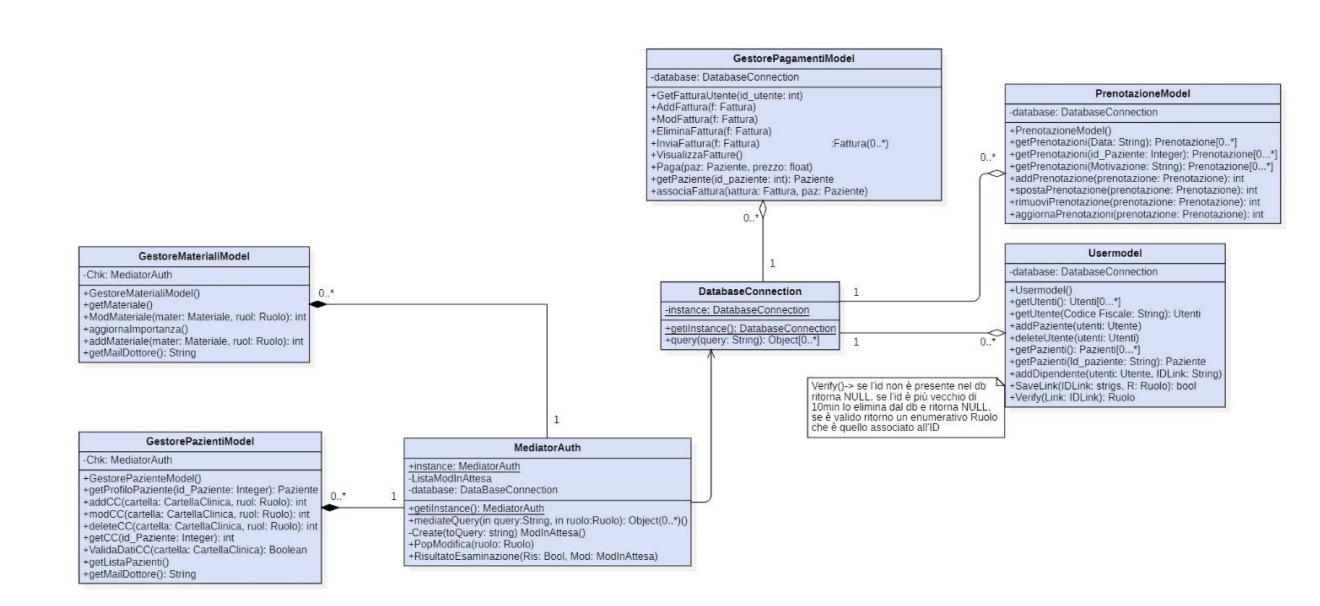 GestorePagamentiModel
-database: DatabaseConnection
+GetFatturaUtente(id_utente: int)
+AddFattura(f: Fattura)
+ModFattura(f: Fattura)
+EliminaFattura(f: Fattura)
+InviaFattura(f: Fattura) :Fattura(0..*)
+VisualizzaFatture()
+Paga(paz: Paziente, prezzo: float)
+getPaziente(id_paziente: int): Paziente
+associaFattura(ıattura: Fattura, paz: Paziente)
0..*
1
PrenotazioneModel
-database: DatabaseConnection
+PrenotazioneModel()
+getPrenotazioni(Data: String): Prenotazione[0..*]
+getPrenotazioni(id_Paziente: Integer): Prenotazione[0...*]
+getPrenotazioni(Motivazione: String): Prenotazione[0...*]
+addPrenotazione(prenotazione: Prenotazione): int
+spostaPrenotazione(prenotazione: Prenotazione): int
+rimuoviPrenotazione(prenotazione: Prenotazione): int
+aggiornaPrenotazioni(prenotazione: Prenotazione): int
0..*
1
GestoreMaterialiModel
-Chk: MediatorAuth
+GestoreMaterialiModel()
+getMateriale()
+ModMateriale(mater: Materiale, ruol: Ruolo): int
+aggiornaImportanza()
+addMateriale(mater: Materiale, ruol: Ruolo): int
+getMailDottore(): String
0..*
1
DatabaseConnection
-instance: DatabaseConnection
+getiInstance(): DatabaseConnection
+query(query: String): Object[0..*]
Usermodel
-database: DatabaseConnection
+Usermodel()
+getUtenti(): Utenti[0...*]
+getUtente(Codice Fiscale: String): Utenti
+addPaziente(utenti: Utente)
+deleteUtente(utenti: Utenti)
+getPazienti(): Pazienti[0...*]
+getPazienti(Id_paziente: String): Paziente
+addDipendente(utenti: Utente, IDLink: String)
+SaveLink(IDLink: strigs, R: Ruolo): bool
+Verify(Link: IDLink): Ruolo
1
0..*
Verify()-> se l'id non è presente nel db
ritorna NULL, se l'id è più vecchio di
10min lo elimina dal db e ritorna NULL,
se è valido ritorno un enumerativo Ruolo
che è quello associato all'ID
GestorePazientiModel
-Chk: MediatorAuth
+GestorePazienteModel()
+getProfiloPaziente(id_Paziente: Integer): Paziente
+addCC(cartella: CartellaClinica, ruol: Ruolo): int
+modCC(cartella: CartellaClinica, ruol: Ruolo): int
+deleteCC(cartella: CartellaClinica, ruol: Ruolo): int
+getCC(id_Paziente: Integer): int
+ValidaDatiCC(cartella: CartellaClinica): Boolean
+getListaPazienti()
+getMailDottore(): String
0..*
1
MediatorAuth
+instance: MediatorAuth
-ListaModInAttesa
-database: DataBaseConnection
+getiInstance(): MediatorAuth
+mediateQuery(in query:String, in ruolo:Ruolo): Object(0..*)()
-Create(toQuery: string) ModInAttesa()
+PopModifica(ruolo: Ruolo)
+RisultatoEsaminazione(Ris: Bool, Mod: ModInAttesa)